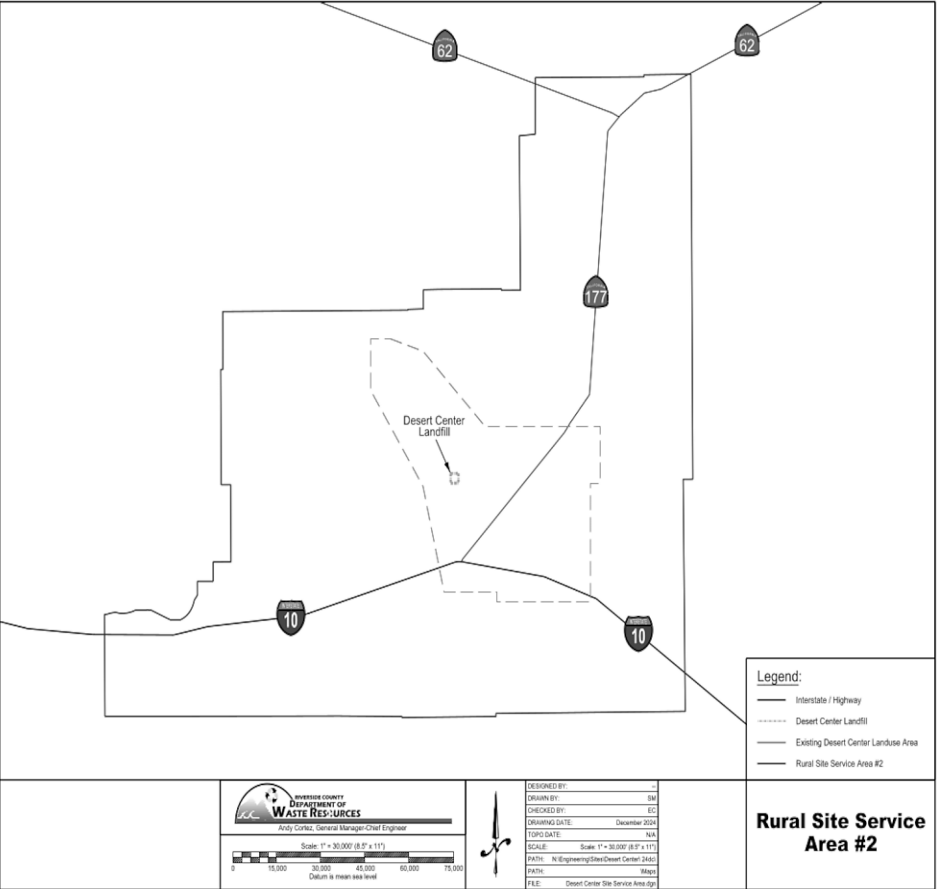 62
62
177
Desert Center
Landfill
10
10
Legend:
Interstate / Highway
Desert Center Landfill
Existing Desert Center Landuse Area
Rural Site Service Area #2
RIVERSIDE COUNTY
DEPARTMENT OF
WASTE RESOURCES
Andy Cortez, General Manager-Chief Engineer
Scale: 1" = 30,000' (8.5" x 11")
0 15,000 30,000 45,000 60,000 75,000
Datum is mean sea level
DESIGNED BY: --
DRAWN BY: SM
CHECKED BY: EC
DRAWING DATE: December 2024
TOPO DATE: N/A
SCALE: Scale: 1" = 30,000' (8.5" x 11")
PATH: N:\Engineering\Sites\Desert Center\
PATH: \Maps
FILE: Desert Center Site Service Area.dgn
Rural Site Service
Area #2